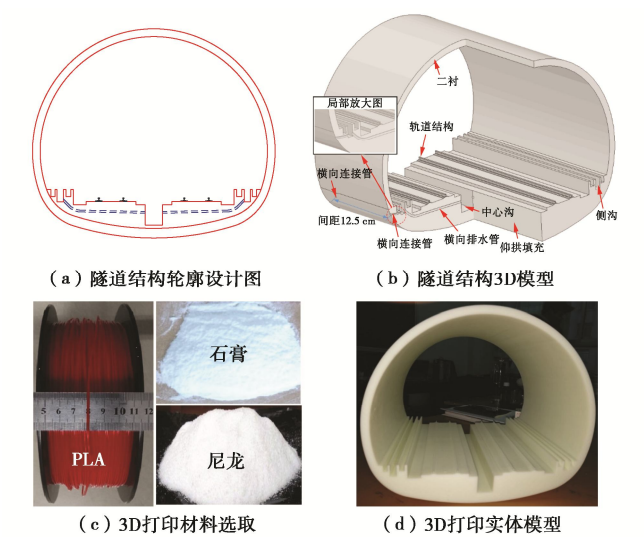 二衬
局部放大图
轨道结构
横向连接管
间距12.5 cm
横向连接管
横向排水管
中心沟
仰拱填充
侧沟
(a)隧道结构轮廓设计图
(b)隧道结构3D模型
5 6 7 8 9 10 11 12
PLA
石膏
尼龙
(c)3D打印材料选取
(d)3D打印实体模型